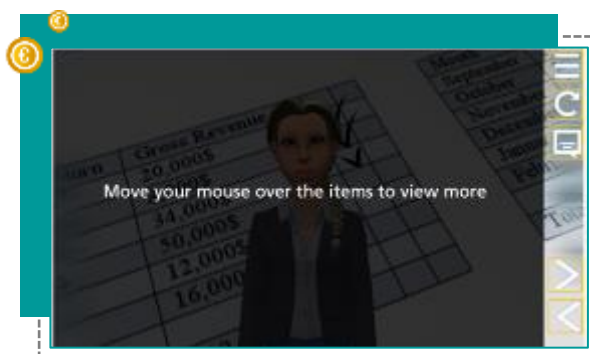 Gross Revenue
20,000$
Move your mouse over the items to view more
34,000$
50,000$
12,000$
16,000$
Month
September
October
November
December